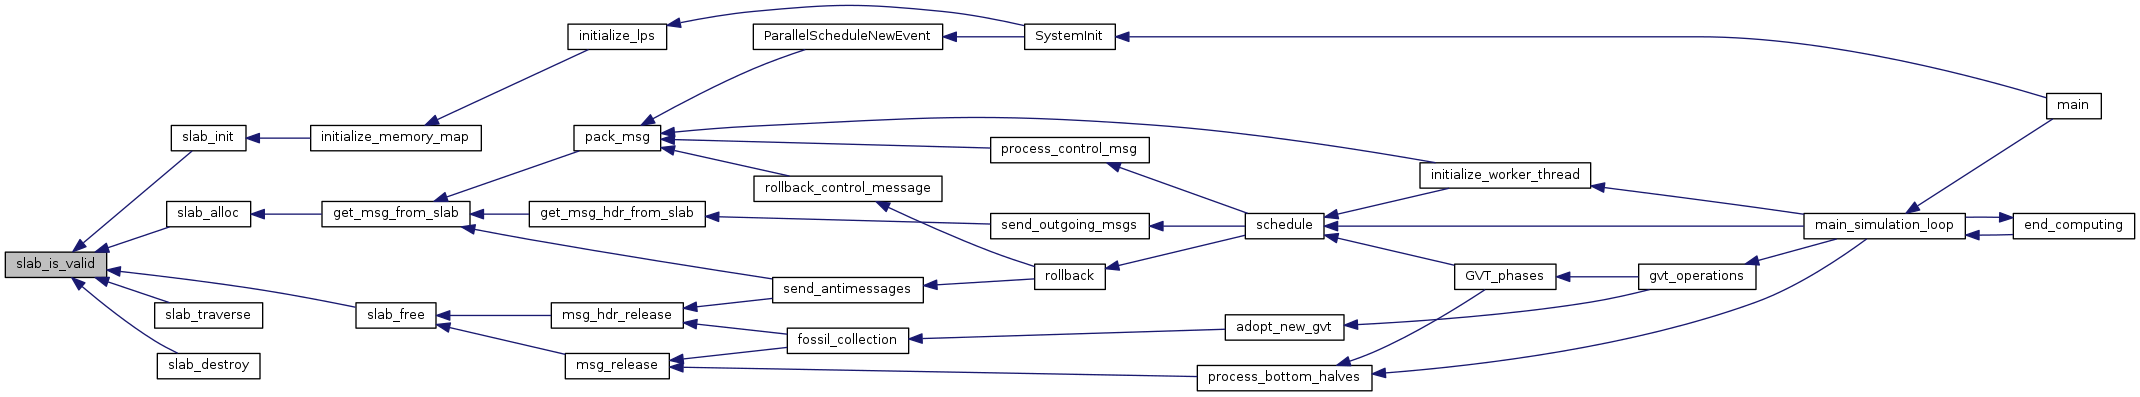 initialize_lps
ParallelScheduleNewEvent
SystemInit
main
slab_init
initialize_memory_map
pack_msg
process_control_msg
initialize_worker_thread
rollback_control_message
slab_alloc
get_msg_from_slab
get_msg_hdr_from_slab
send_outgoing_msgs
schedule
main_simulation_loop
end_computing
slab_is_valid
rollback
GVT_phases
gvt_operations
send_antimessages
slab_traverse
slab_free
msg_hdr_release
adopt_new_gvt
fossil_collection
slab_destroy
msg_release
process_bottom_halves